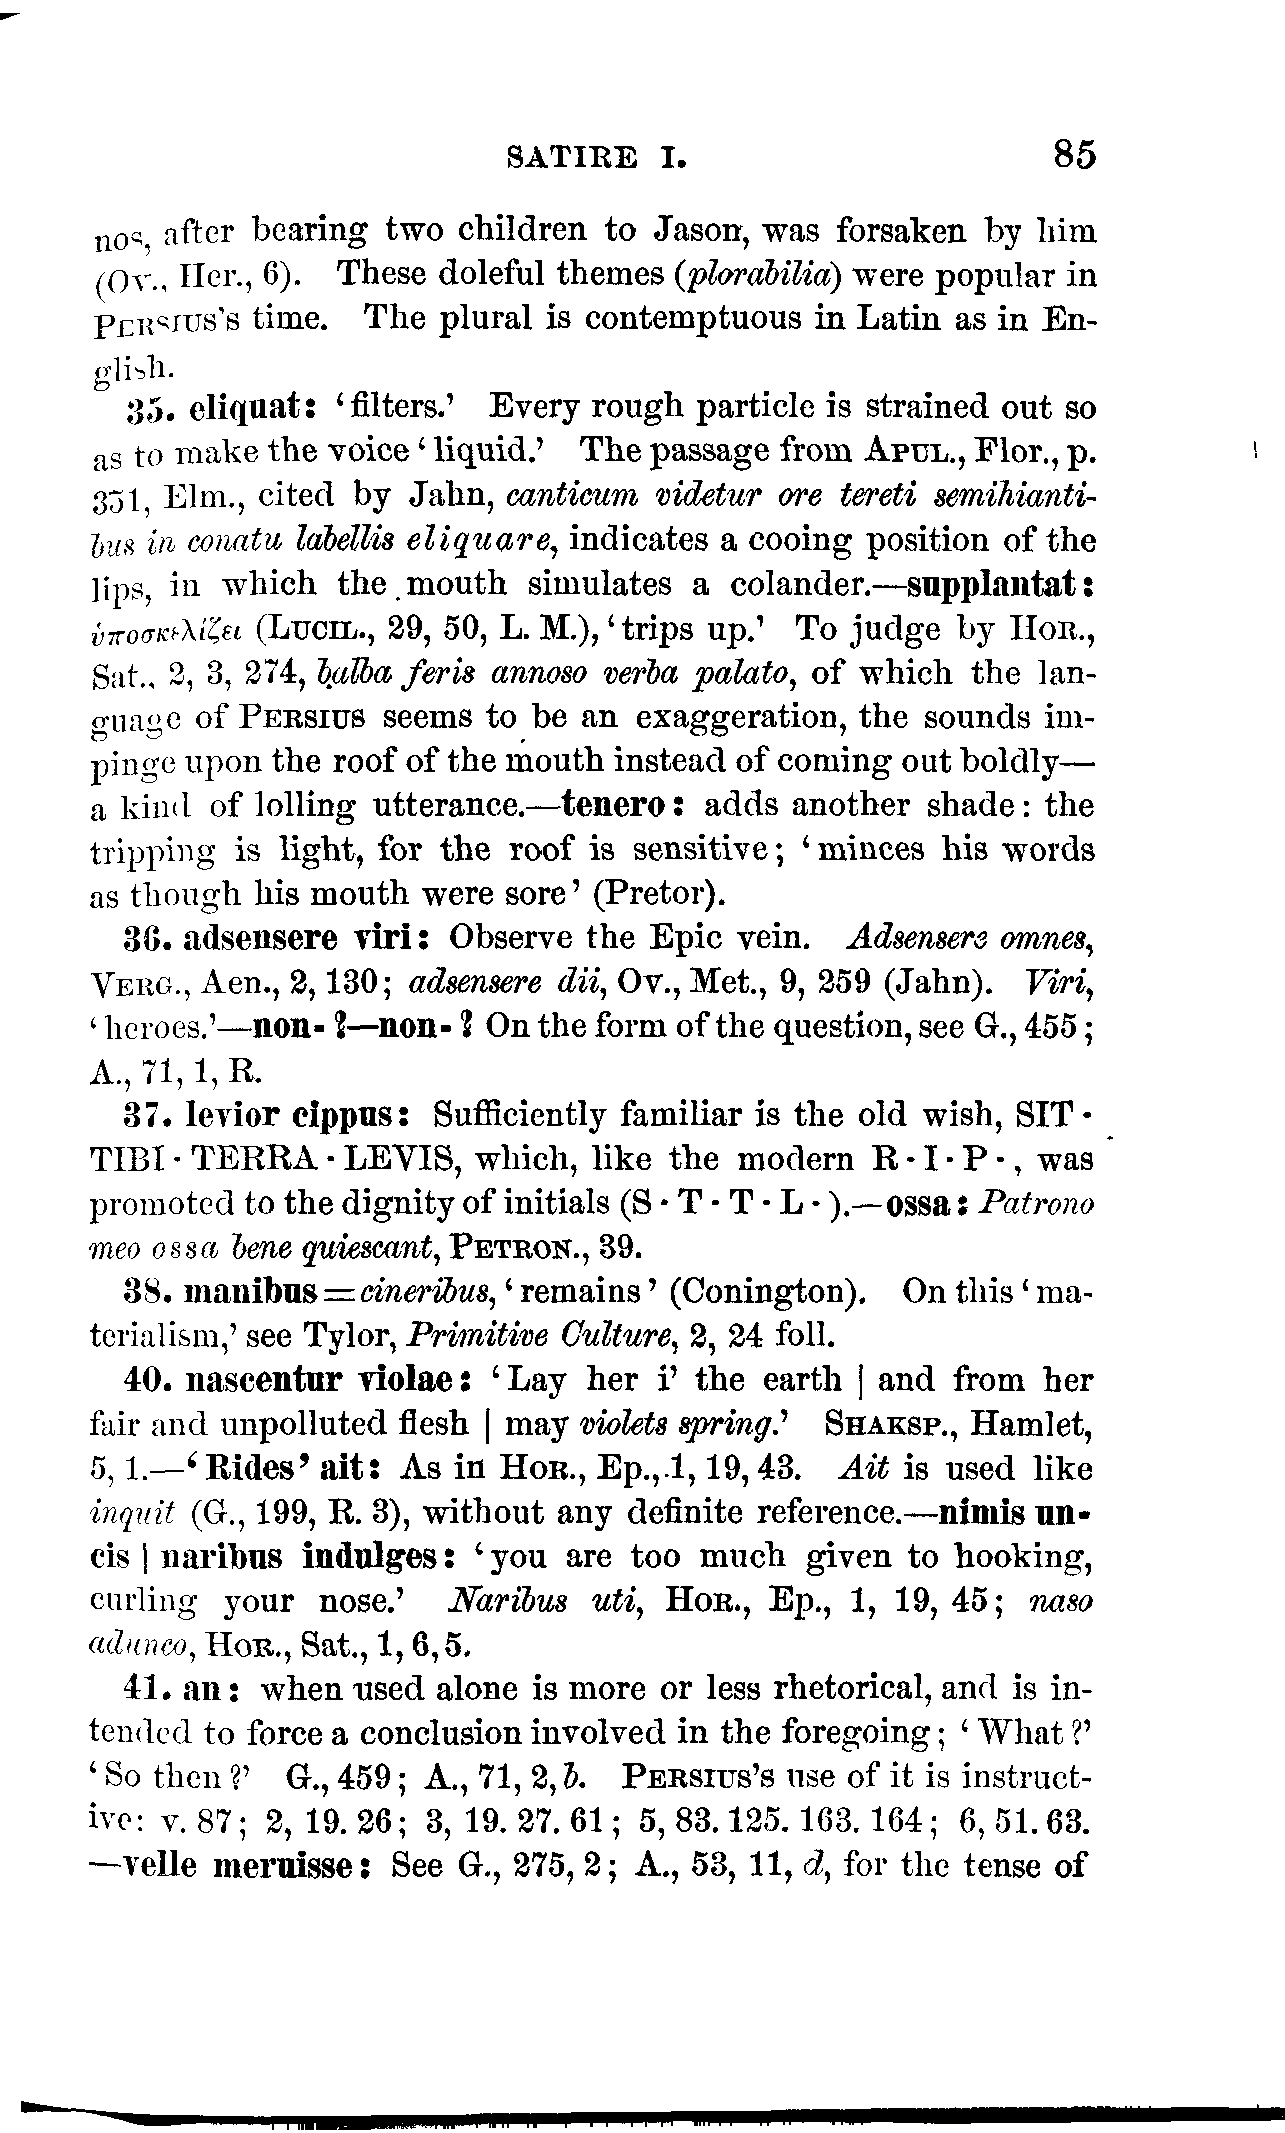 SATIRE I. 85
nos, after bearing two children to Jason, was forsaken by him
(Ov., Her., 6). These doleful themes (plorabilia) were popular in
PERSIUS's time. The plural is contemptuous in Latin as in En-
glish.
35. eliquat: ‘filters.’ Every rough particle is strained out so
as to make the voice ‘liquid.’ The passage from APUL., Flor., p.
351, Elm., cited by Jahn, canticum videtur ore tereti semihianti-
bus in conatu labellis eliquare, indicates a cooing position of the
lips, in which the mouth simulates a colander.—supplantat:
ὑποσκελίζει (LUCIL., 29, 50, L. M.), ‘trips up.’ To judge by HOR.,
Sat., 2, 3, 274, balba feris annoso verba palato, of which the lan-
guage of PERSIUS seems to be an exaggeration, the sounds im-
pinge upon the roof of the mouth instead of coming out boldly—
a kind of lolling utterance.—tenero: adds another shade: the
tripping is light, for the roof is sensitive; ‘minces his words
as though his mouth were sore’ (Pretor).
36. adsensere viri: Observe the Epic vein. Adsensere omnes,
VERG., Aen., 2, 130; adsensere dii, Ov., Met., 9, 259 (Jahn). Viri,
‘heroes.’—non- ?—non- ? On the form of the question, see G., 455;
A., 71, 1, R.
37. levior cippus: Sufficiently familiar is the old wish, SIT ·
TIBI · TERRA · LEVIS, which, like the modern R · I · P · , was
promoted to the dignity of initials (S · T · T · L · ).—ossa: Patrono
meo ossa bene quiescant, PETRON., 39.
38. manibus = cineribus, ‘remains’ (Conington). On this ‘ma-
terialism,’ see Tylor, Primitive Culture, 2, 24 foll.
40. nascentur violae: ‘Lay her i’ the earth | and from her
fair and unpolluted flesh | may violets spring.’ SHAKSP., Hamlet,
5, 1.—‘Rides’ ait: As in HOR., Ep., 1, 19, 43. Ait is used like
inquit (G., 199, R. 3), without any definite reference.—nimis un-
cis | naribus indulges: ‘you are too much given to hooking,
curling your nose.’ Naribus uti, HOR., Ep., 1, 19, 45; naso
adunco, HOR., Sat., 1, 6, 5.
41. an: when used alone is more or less rhetorical, and is in-
tended to force a conclusion involved in the foregoing; ‘What?’
‘So then?’ G., 459; A., 71, 2, b. PERSIUS's use of it is instruct-
ive: v. 87; 2, 19. 26; 3, 19. 27. 61; 5, 83. 125. 163. 164; 6, 51. 63.
—velle meruisse: See G., 275, 2; A., 53, 11, d, for the tense of